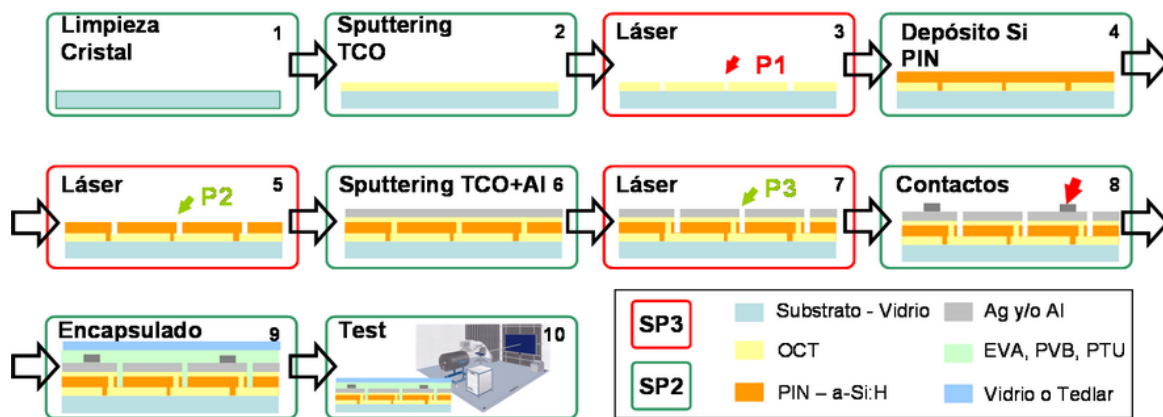 Limpieza
Cristal
1
Sputtering
TCO
2
Láser
3
P1
Depósito Si
PIN
4
Láser
5
P2
Sputtering TCO+Al
6
Láser
7
P3
Contactos
8
Encapsulado
9
Test
10
SP3
SP2
Substrato - Vidrio
OCT
PIN – a-Si:H
Ag y/o Al
EVA, PVB, PTU
Vidrio o Tedlar